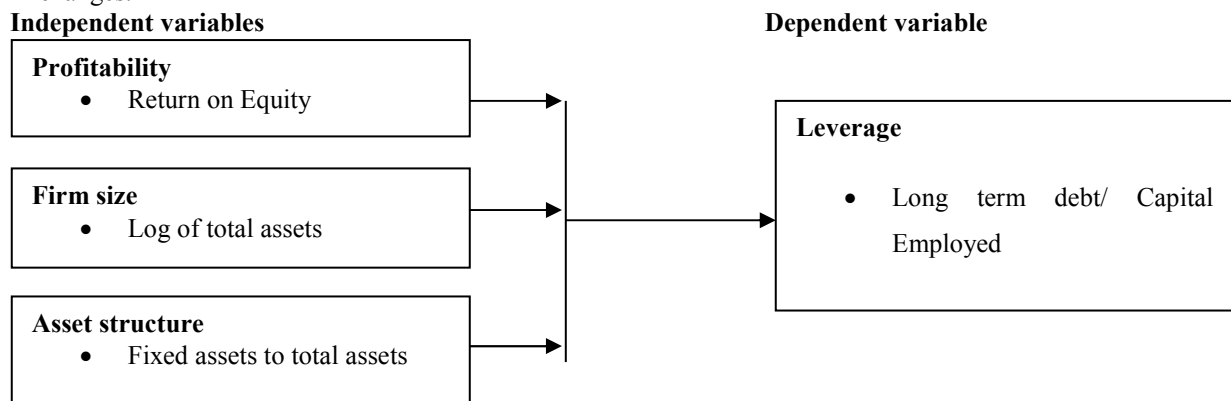 Independent variables
Dependent variable
Profitability
• Return on Equity
Firm size
• Log of total assets
Asset structure
• Fixed assets to total assets
Leverage
• Long term debt/ Capital
Employed